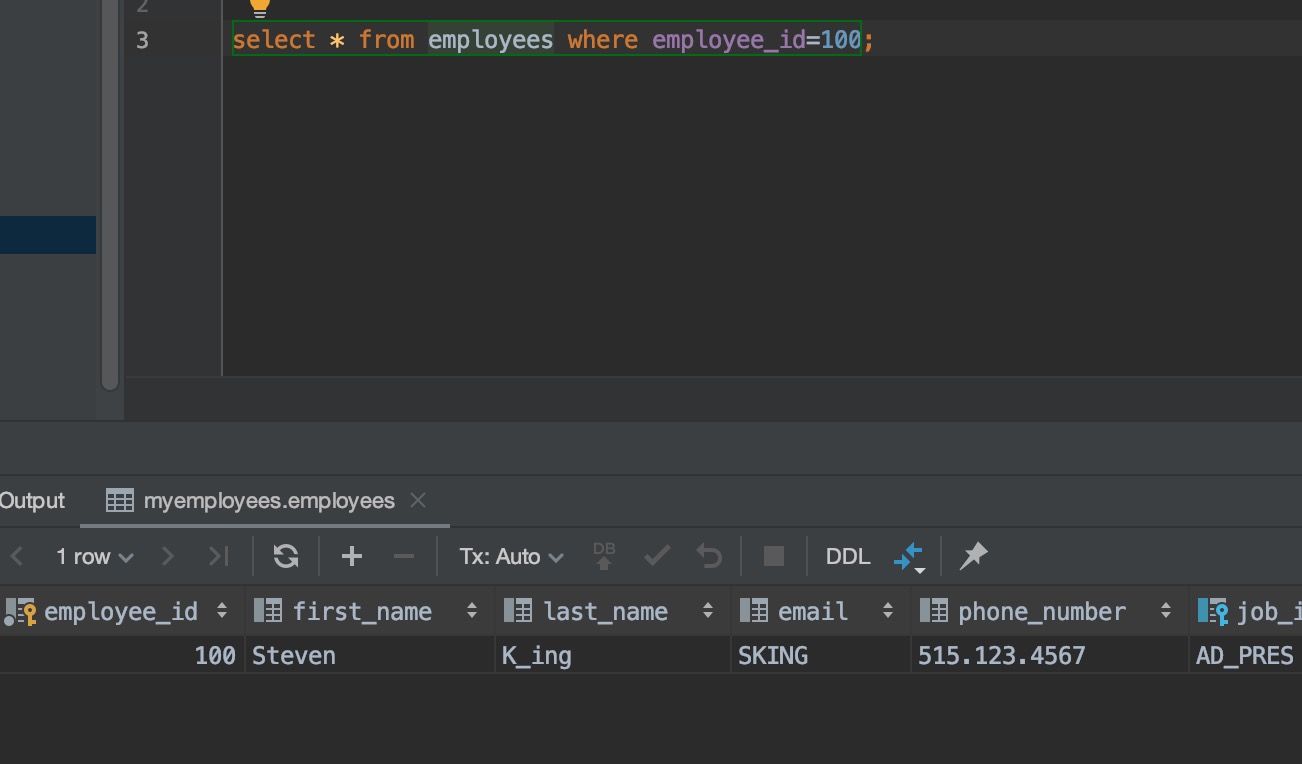 2
3 select * from employees where employee_id=100;
Output myemployees.employees
1 row Tx: Auto DB DDL
employee_id first_name last_name email phone_number job_i
100 Steven K_ing SKING 515.123.4567 AD_PRES